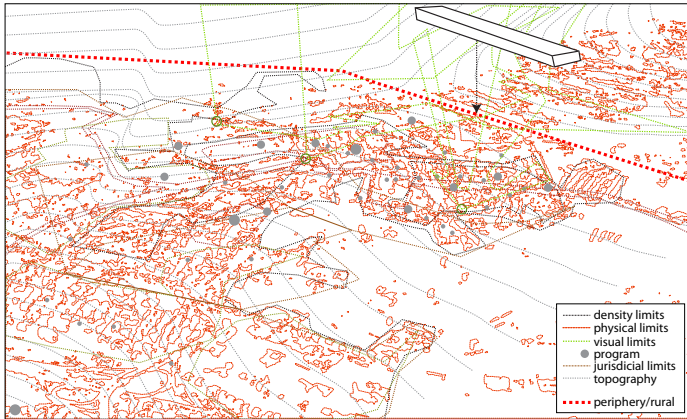 density limits
physical limits
visual limits
program
jurisdicial limits
topography
periphery/rural